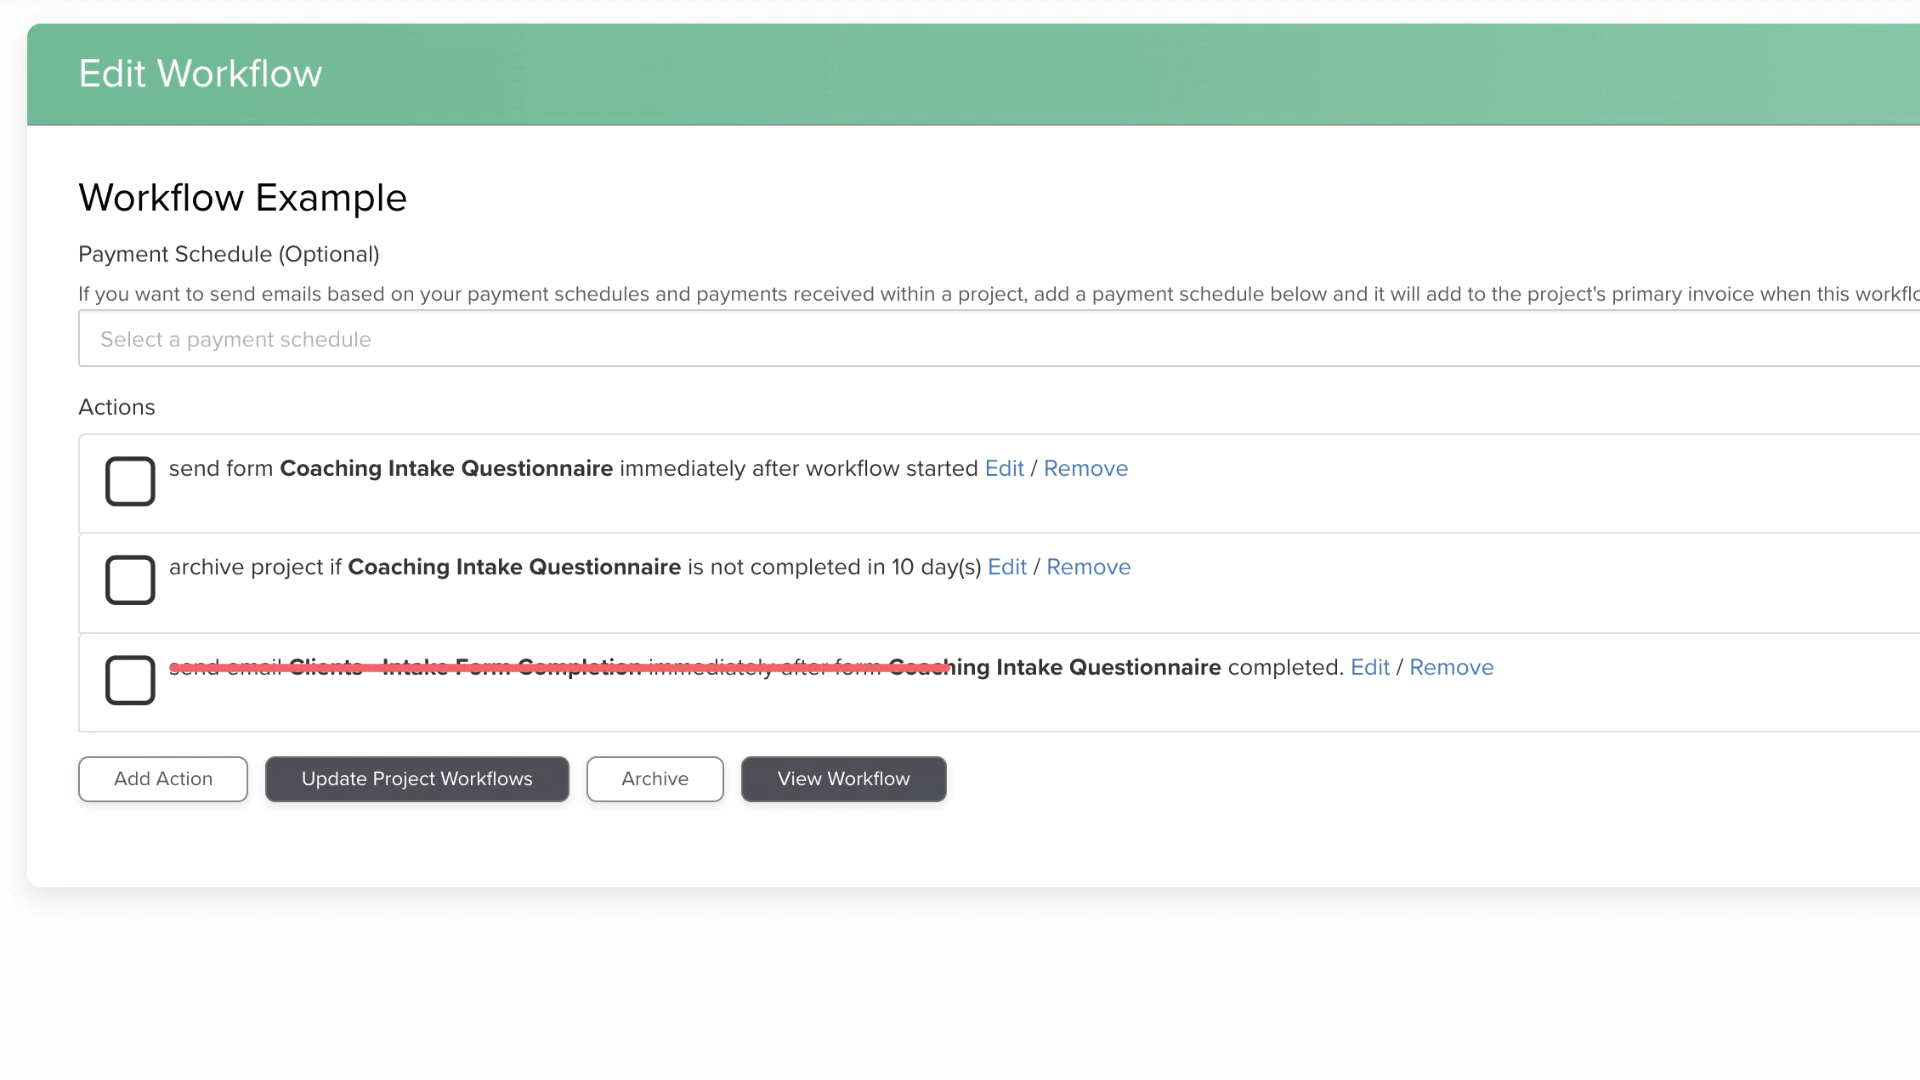 Edit Workflow
Workflow Example
Payment Schedule (Optional)
If you want to send emails based on your payment schedules and payments received within a project, add a payment schedule below and it will add to the project's primary invoice when this workflo
Select a payment schedule
Actions
send form Coaching Intake Questionnaire immediately after workflow started Edit / Remove
archive project if Coaching Intake Questionnaire is not completed in 10 day(s) Edit / Remove
send email Clients - Intake Form Completion immediately after form Coaching Intake Questionnaire completed. Edit / Remove
Add Action Update Project Workflows Archive View Workflow